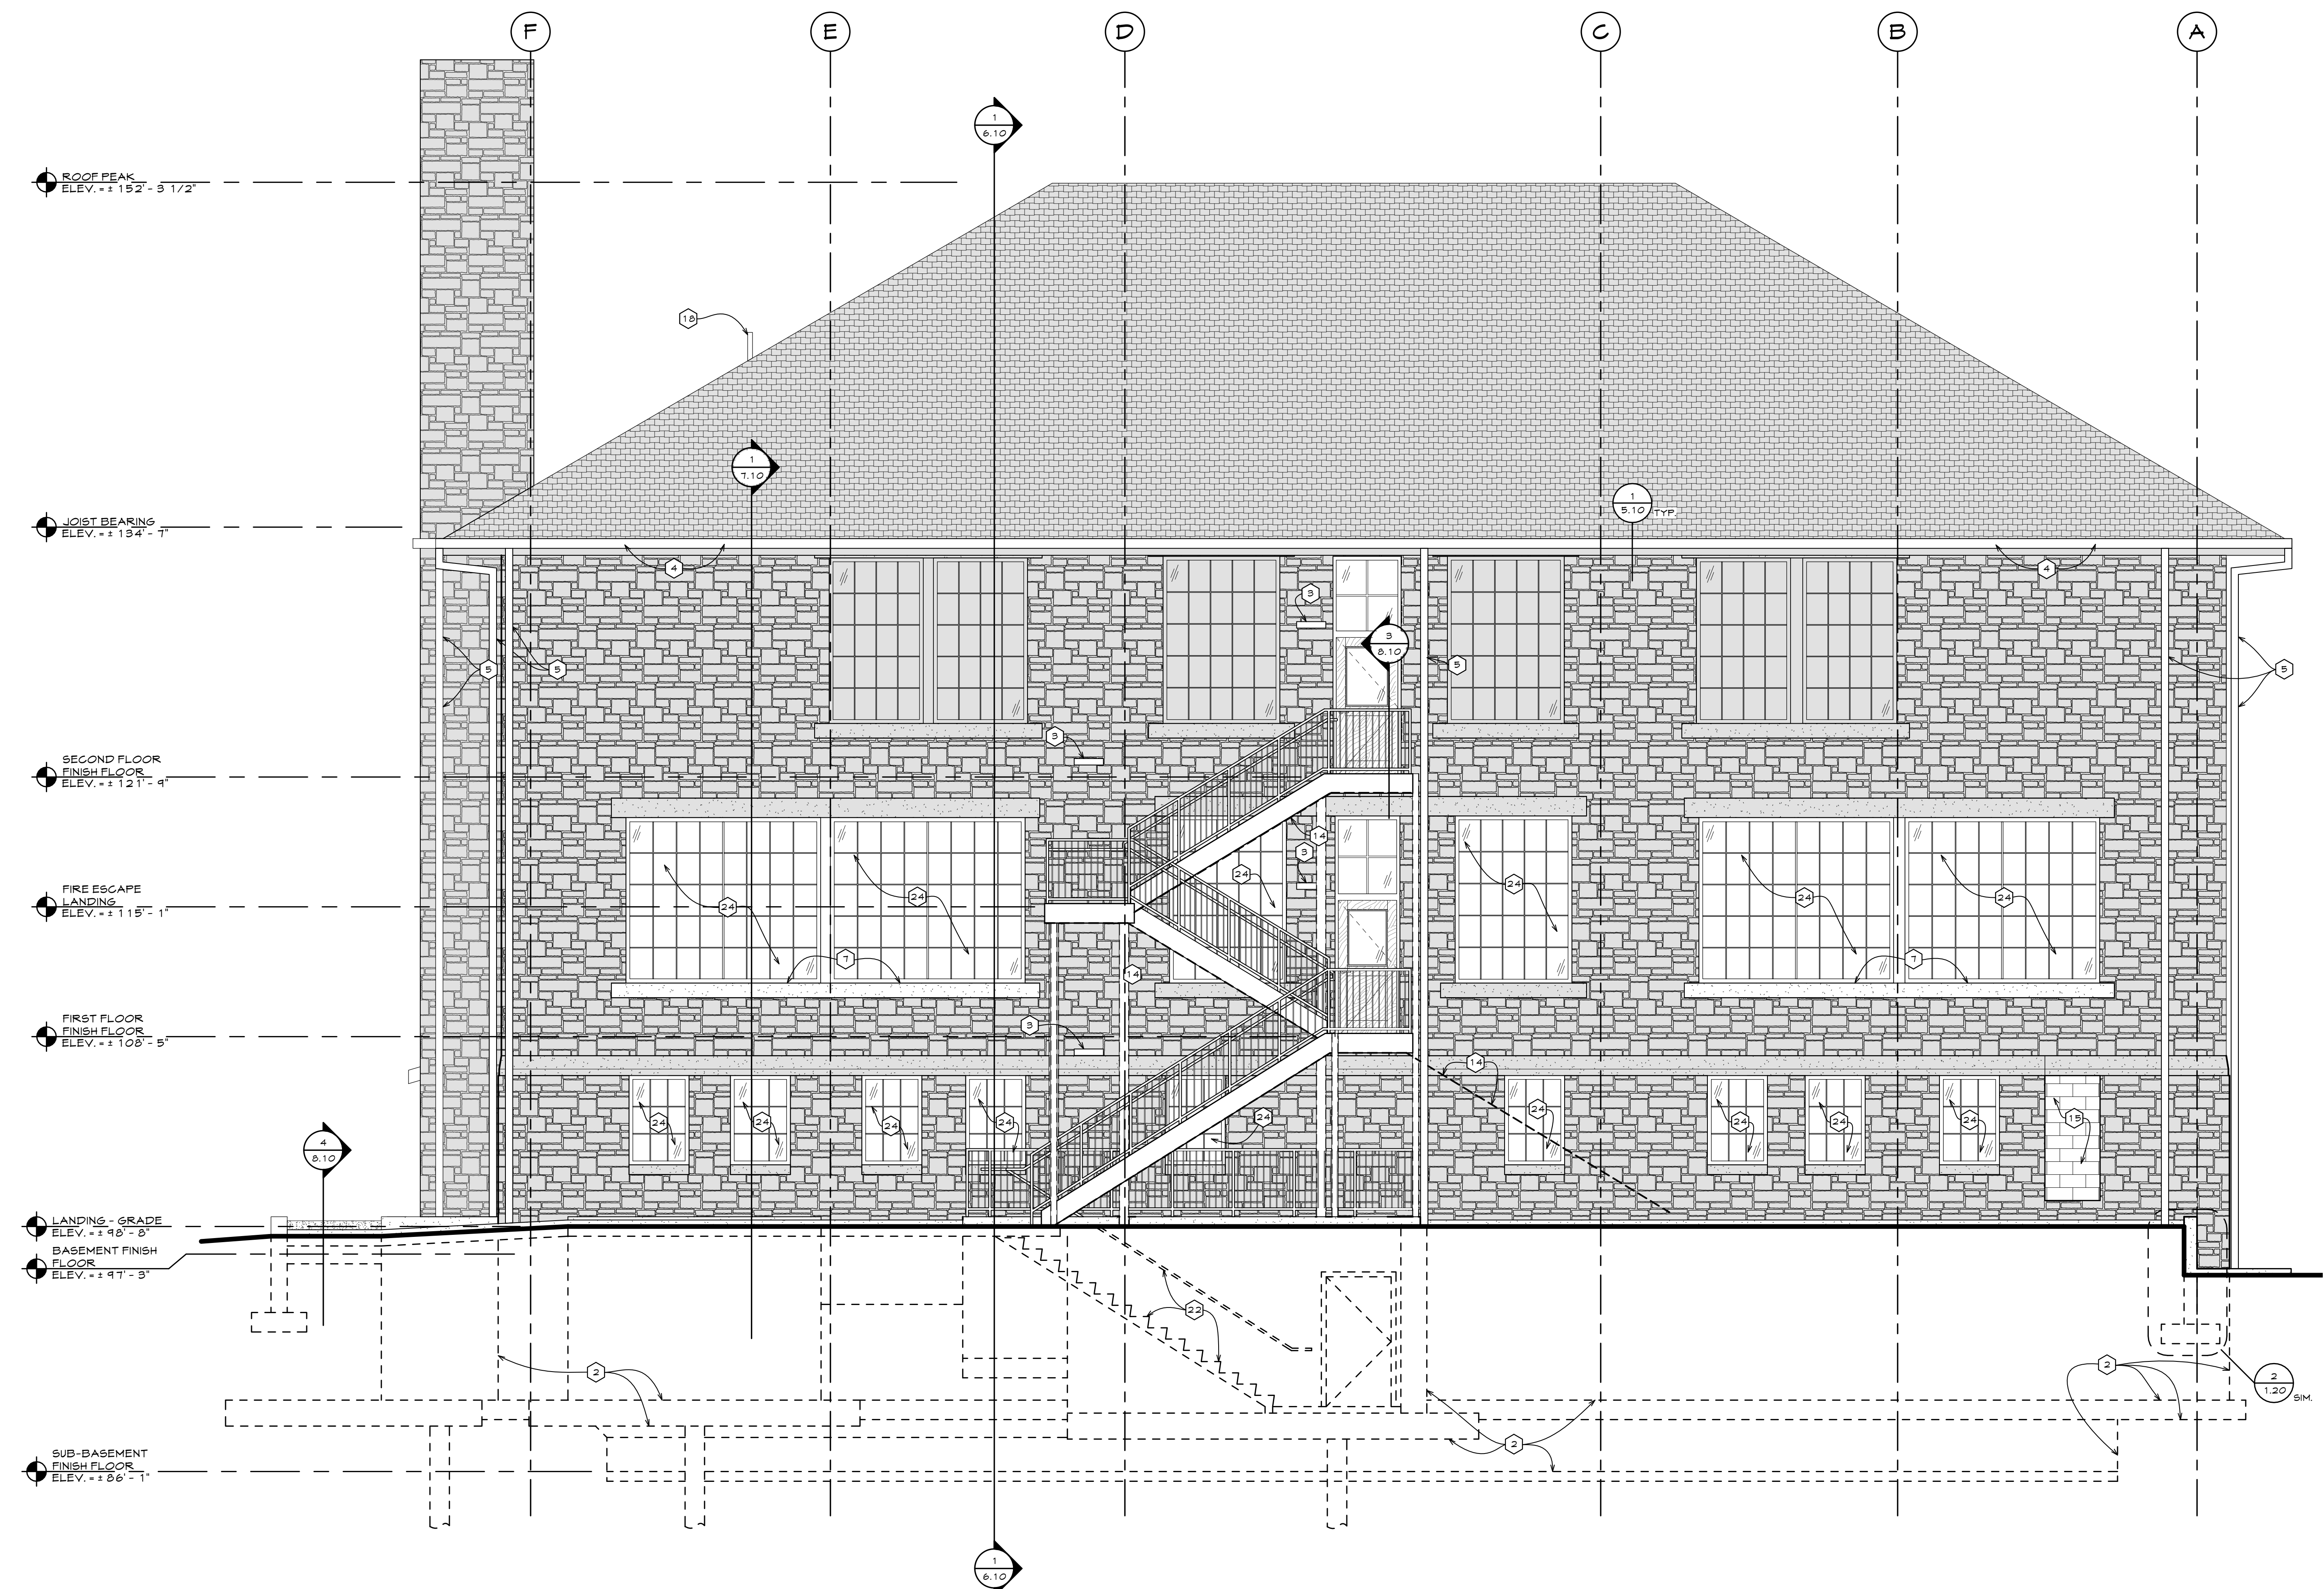 F
E
D
C
B
A
1
6.10
ROOF PEAK
ELEV. = ± 152' - 3 1/2"
18
1
7.10
1
5.10
TYP.
JOIST BEARING
ELEV. = ± 134' - 7"
4
4
3
3
8.10
5
5
5
5
3
SECOND FLOOR
FINISH FLOOR
ELEV. = ± 121' - 9"
14
3
24
24
24
24
24
24
FIRE ESCAPE
LANDING
ELEV. = ± 115' - 1"
7
7
14
FIRST FLOOR
FINISH FLOOR
ELEV. = ± 108' - 5"
3
14
24
24
24
24
24
24
24
24
24
15
4
8.10
LANDING - GRADE
ELEV. = ± 98' - 8"
BASEMENT FINISH
FLOOR
ELEV. = ± 97' - 3"
22
2
2
2
1.20
SIM.
2
SUB-BASEMENT
FINISH FLOOR
ELEV. = ± 86' - 1"
1
6.10